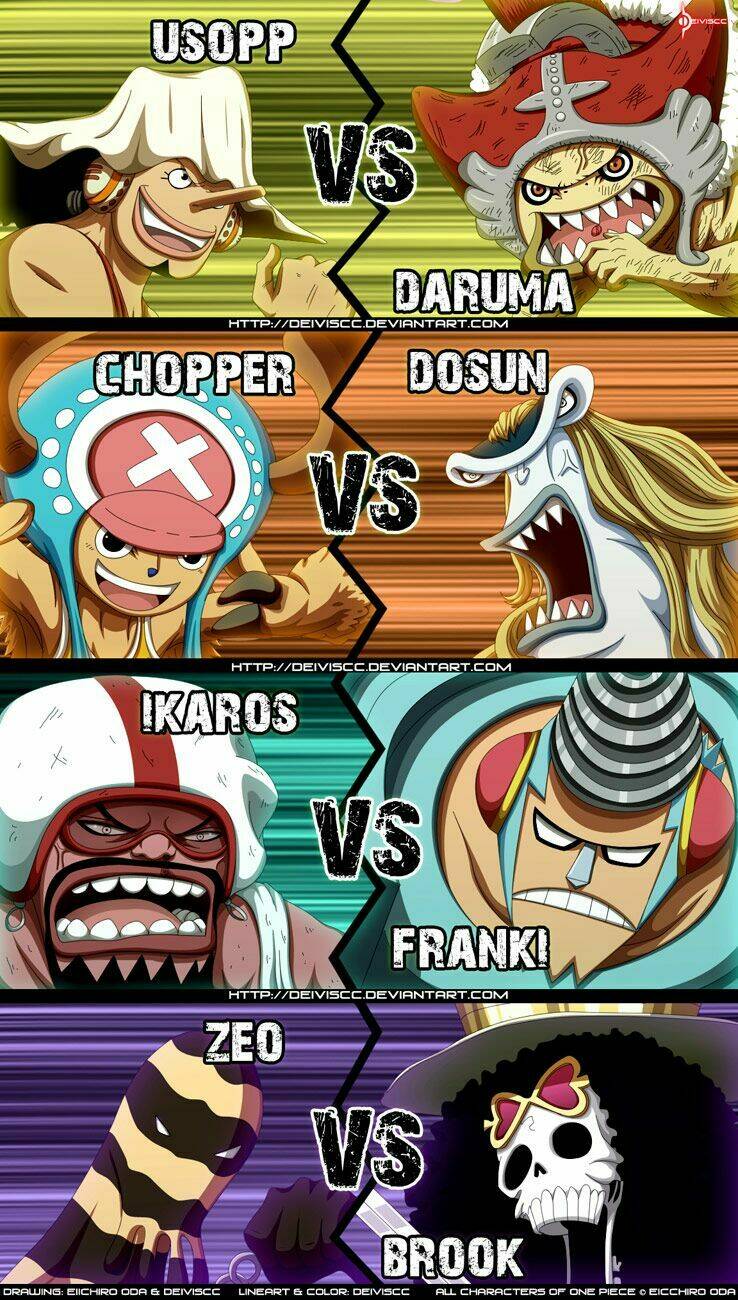 DEIVISCC
USOPP
VS
DARUMA
HTTP://DEIVISCC.DEVIANTART.COM
CHOPPER
DOSUN
VS
HTTP://DEIVISCC.DEVIANTART.COM
IKAROS
VS
FRANKI
HTTP://DEIVISCC.DEVIANTART.COM
ZEO
VS
BROOK
DRAWING: EIICHIRO ODA & DEIVISCC LINEART & COLOR: DEIVISCC ALL CHARACTERS OF ONE PIECE © EICCHIRO ODA